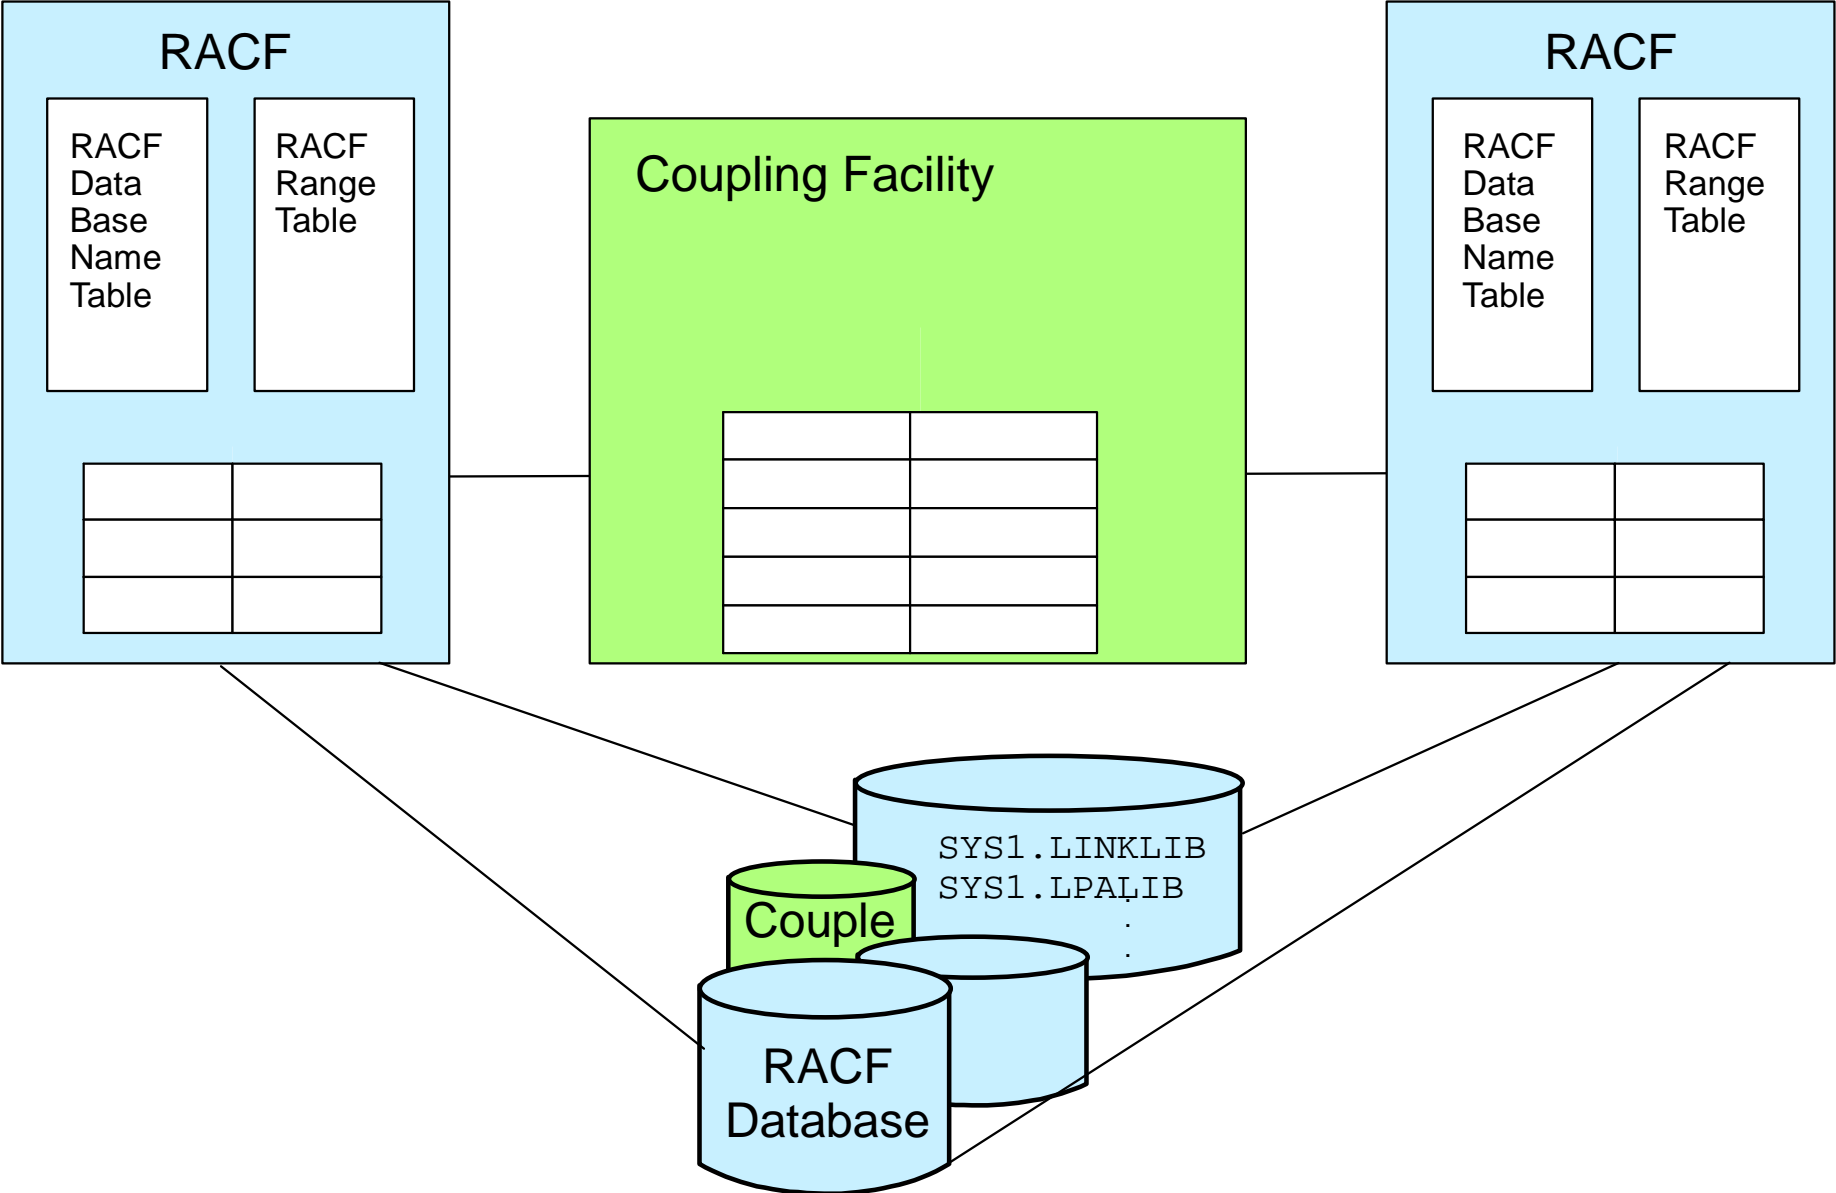 RACF
RACF
Data
Base
Name
Table
RACF
Range
Table
Coupling Facility
RACF
RACF
Data
Base
Name
Table
RACF
Range
Table
SYS1.LINKLIB
SYS1.LPALIB
.
.
.
Couple
RACF
Database